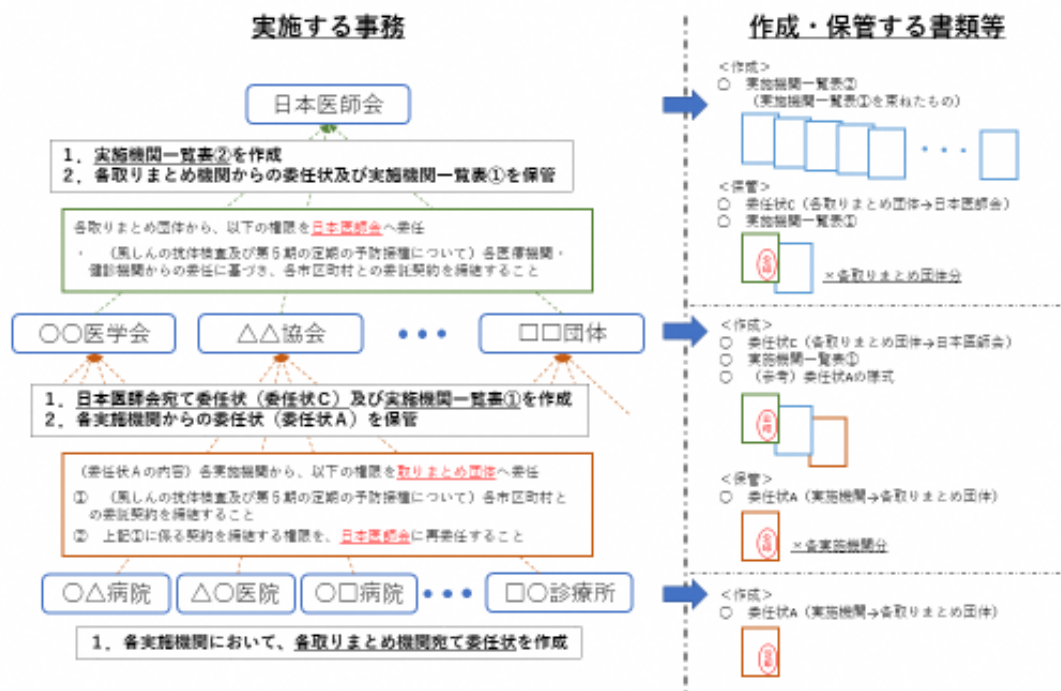 実施する事務
日本医師会
1．実施機関一覧表②を作成
2．各取りまとめ機関からの委任状及び実施機関一覧表①を保管
各取りまとめ団体から、以下の権限を日本医師会へ委任
・　（風しんの抗体検査及び第５期の定期の予防接種について）各医療機関・
健診機関からの委任に基づき、各市区町村との委託契約を締結すること
○○医学会
△△協会
・・・
□□団体
1．日本医師会宛て委任状（委任状Ｃ）及び実施機関一覧表①を作成
2．各実施機関からの委任状（委任状Ａ）を保管
（委任状Ａの内容）各実施機関から、以下の権限を取りまとめ団体へ委任
①　（風しんの抗体検査及び第５期の定期の予防接種について）各市区町村と
の委託契約を締結すること
②　上記①に係る契約を締結する権限を、日本医師会に再委任すること
○△病院
△○医院
○□病院
・・・
□○診療所
1．各実施機関において、各取りまとめ機関宛て委任状を作成
作成・保管する書類等
＜作成＞
○　実施機関一覧表②
（実施機関一覧表①を束ねたもの）
・・・
＜保管＞
○　委任状C（各取りまとめ団体→日本医師会）
○　実施機関一覧表①
×各取りまとめ団体分
＜作成＞
○　委任状C（各取りまとめ団体→日本医師会）
○　実施機関一覧表①
○　（参考）委任状Aの様式
＜保管＞
○　委任状A（実施機関→各取りまとめ団体）
×各実施機関分
＜作成＞
○　委任状A（実施機関→各取りまとめ団体）